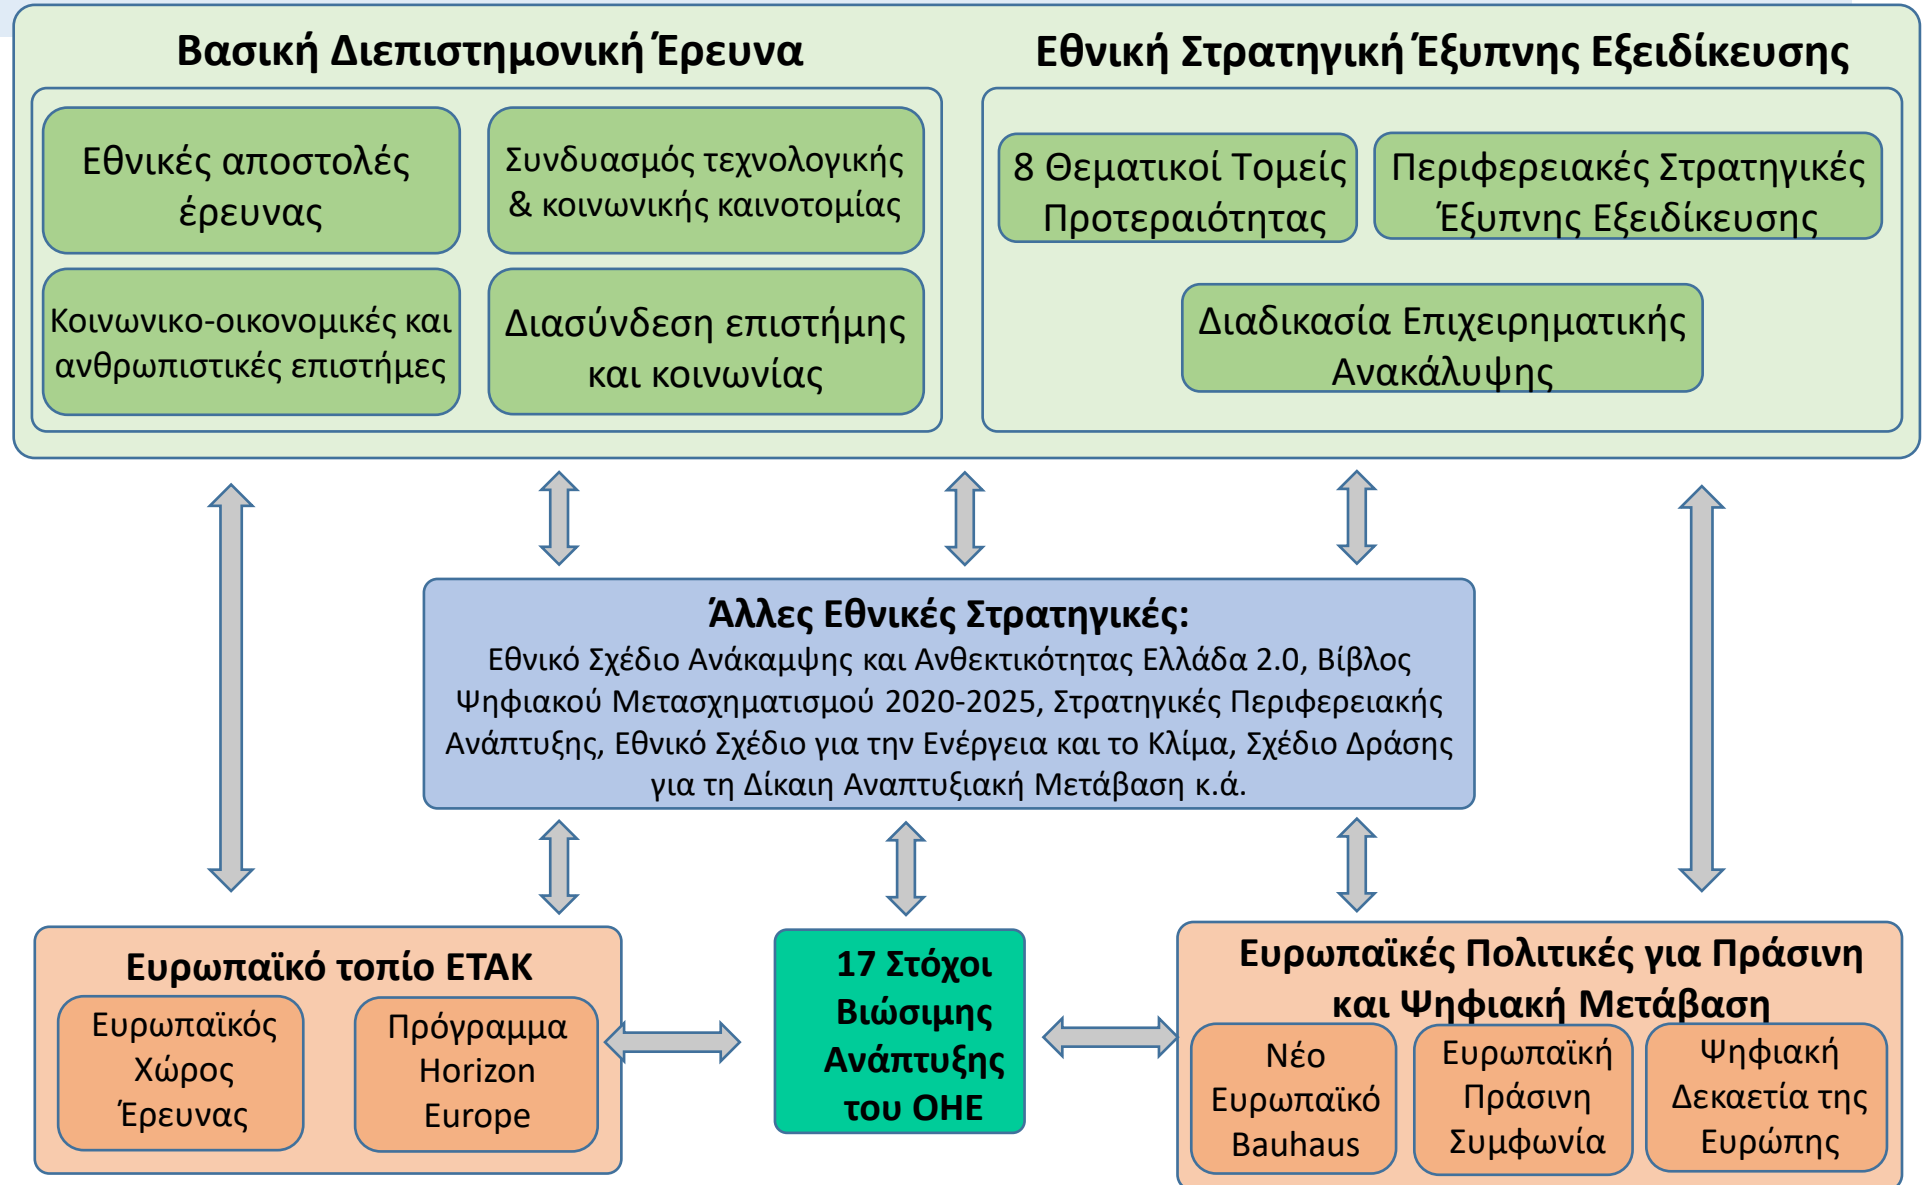 Βασική Διεπιστημονική Έρευνα
Εθνικές αποστολές
έρευνας
Συνδυασμός τεχνολογικής
& κοινωνικής καινοτομίας
Κοινωνικο-οικονομικές και
ανθρωπιστικές επιστήμες
Διασύνδεση επιστήμης
και κοινωνίας
Εθνική Στρατηγική Έξυπνης Εξειδίκευσης
8 Θεματικοί Τομείς
Προτεραιότητας
Περιφερειακές Στρατηγικές
Έξυπνης Εξειδίκευσης
Διαδικασία Επιχειρηματικής
Ανακάλυψης
Άλλες Εθνικές Στρατηγικές:
Εθνικό Σχέδιο Ανάκαμψης και Ανθεκτικότητας Ελλάδα 2.0, Βίβλος
Ψηφιακού Μετασχηματισμού 2020-2025, Στρατηγικές Περιφερειακής
Ανάπτυξης, Εθνικό Σχέδιο για την Ενέργεια και το Κλίμα, Σχέδιο Δράσης
για τη Δίκαιη Αναπτυξιακή Μετάβαση κ.ά.
Ευρωπαϊκό τοπίο ΕΤΑΚ
Ευρωπαϊκός
Χώρος
Έρευνας
Πρόγραμμα
Horizon
Europe
17 Στόχοι
Βιώσιμης
Ανάπτυξης
του ΟΗΕ
Ευρωπαϊκές Πολιτικές για Πράσινη
και Ψηφιακή Μετάβαση
Νέο
Ευρωπαϊκό
Bauhaus
Ευρωπαϊκή
Πράσινη
Συμφωνία
Ψηφιακή
Δεκαετία της
Ευρώπης